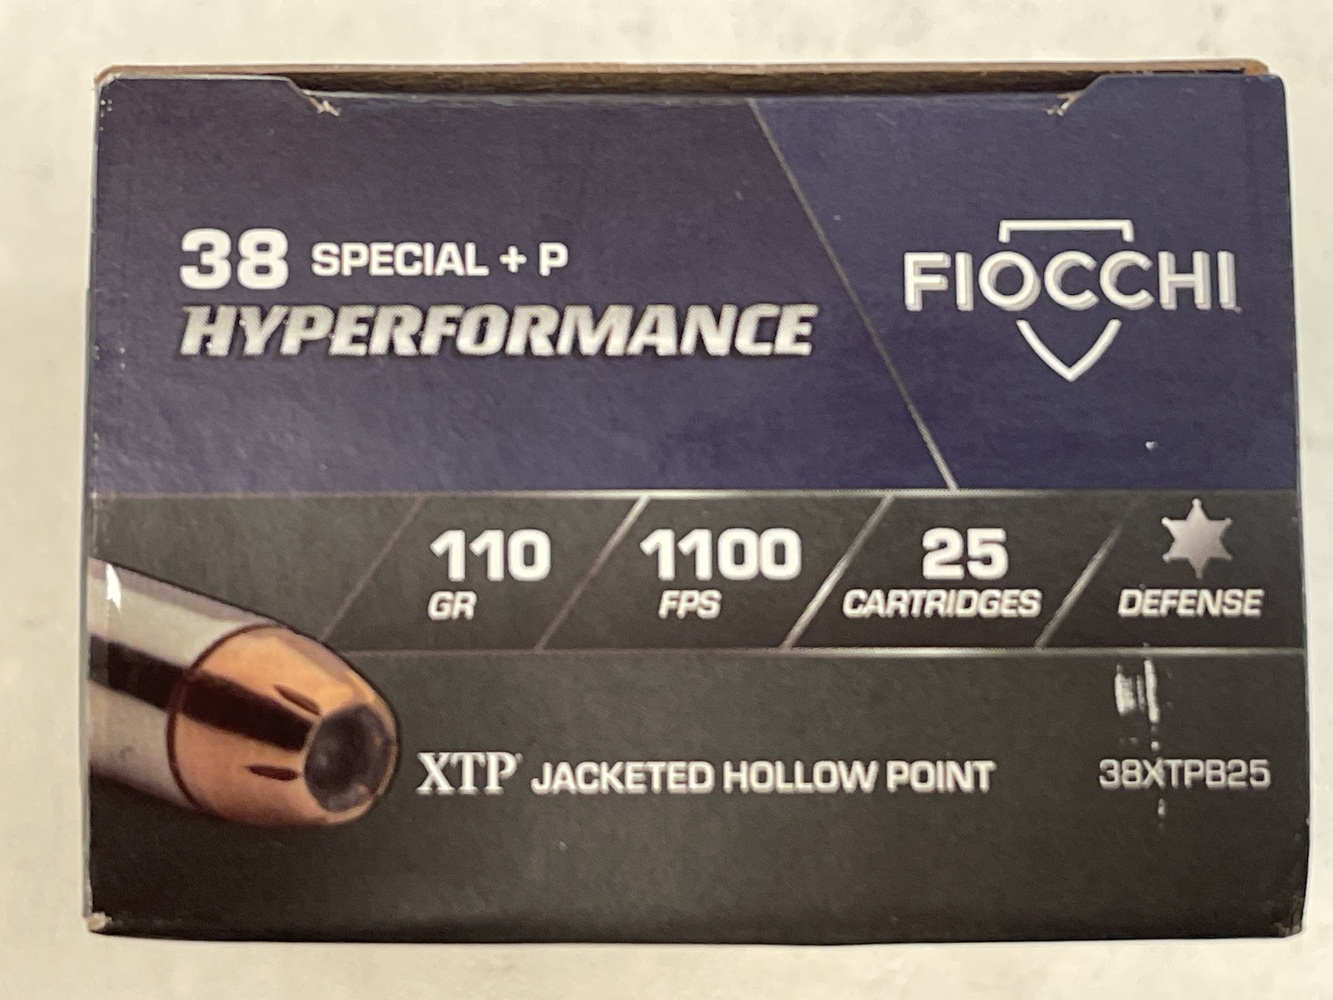 38 SPECIAL + P
HYPERFORMANCE
FIOCCHI
110
GR
1100
FPS
25
CARTRIDGES
DEFENSE
XTP® JACKETED HOLLOW POINT
38XTPB25